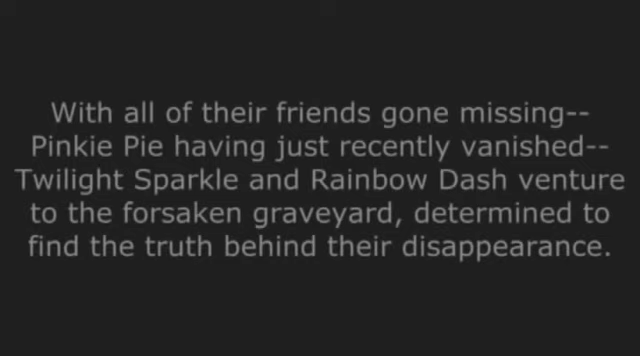 With all of their friends gone missing--
Pinkie Pie having just recently vanished--
Twilight Sparkle and Rainbow Dash venture
to the forsaken graveyard, determined to
find the truth behind their disappearance.